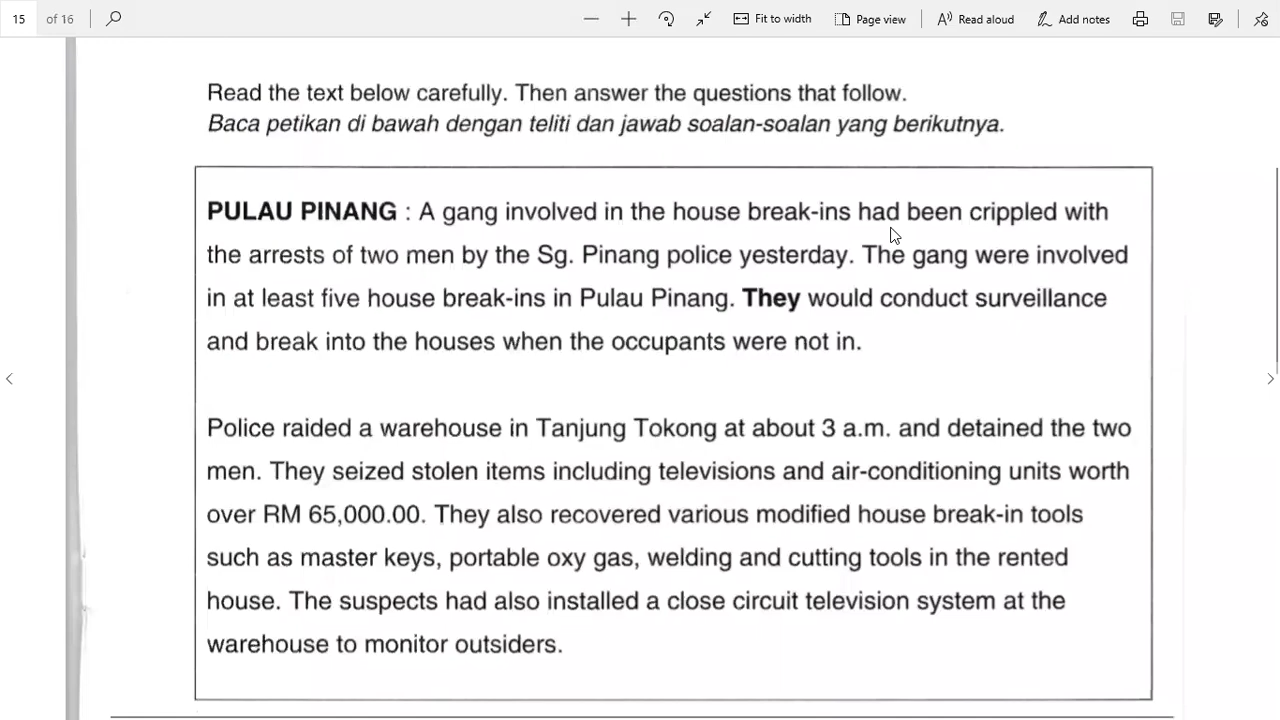 15 of 16 Fit to width Page view Read aloud Add notes
Read the text below carefully. Then answer the questions that follow.
Baca petikan di bawah dengan teliti dan jawab soalan-soalan yang berikutnya.
PULAU PINANG : A gang involved in the house break-ins had been crippled with
the arrests of two men by the Sg. Pinang police yesterday. The gang were involved
in at least five house break-ins in Pulau Pinang. They would conduct surveillance
and break into the houses when the occupants were not in.
Police raided a warehouse in Tanjung Tokong at about 3 a.m. and detained the two
men. They seized stolen items including televisions and air-conditioning units worth
over RM 65,000.00. They also recovered various modified house break-in tools
such as master keys, portable oxy gas, welding and cutting tools in the rented
house. The suspects had also installed a close circuit television system at the
warehouse to monitor outsiders.